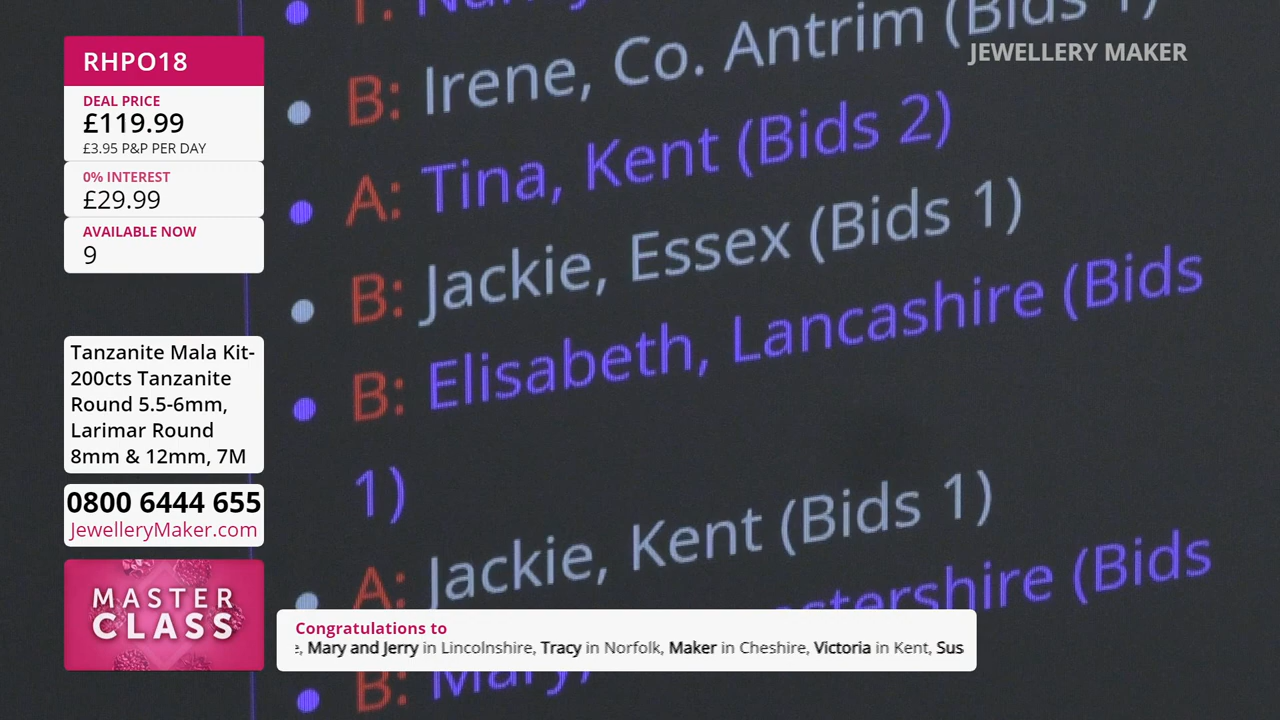 RHPO18
DEAL PRICE
£119.99
£3.95 P&P PER DAY
0% INTEREST
£29.99
AVAILABLE NOW
9
Tanzanite Mala Kit-
200cts Tanzanite
Round 5.5-6mm,
Larimar Round
8mm & 12mm, 7M
0800 6444 655
JewelleryMaker.com
MASTER
CLASS
JEWELLERY MAKER
B: Irene, Co. Antrim (Bids 1)
A: Tina, Kent (Bids 2)
B: Jackie, Essex (Bids 1)
B: Elisabeth, Lancashire (Bids
1)
A: Jackie, Kent (Bids 1)
(Bids
B: Mary,
Congratulations to
Mary and Jerry in Lincolnshire, Tracy in Norfolk, Maker in Cheshire, Victoria in Kent, Sus